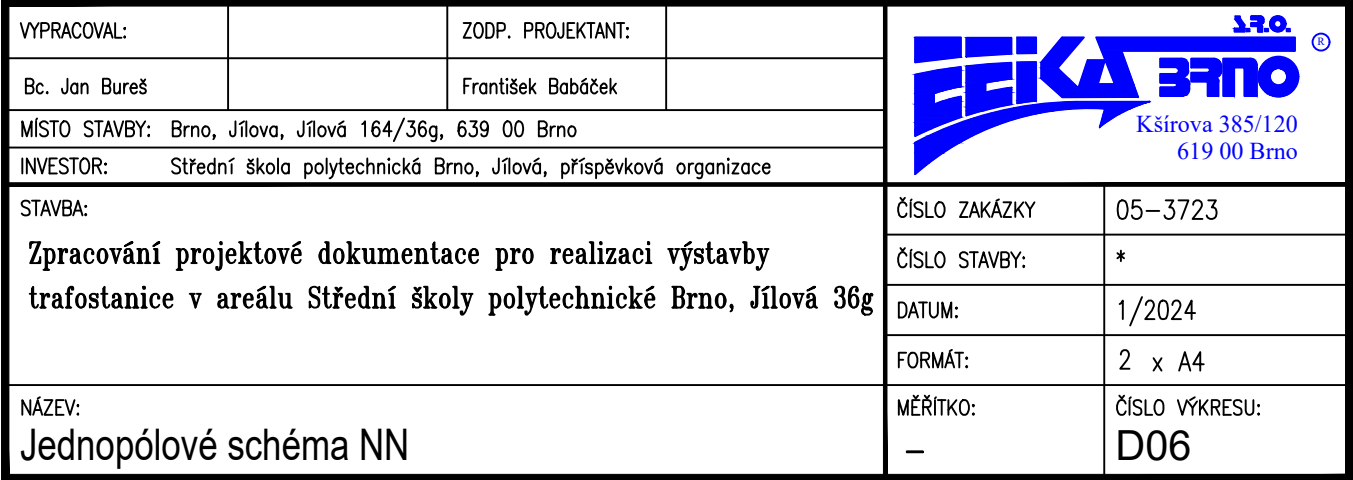 VYPRACOVAL: ZODP. PROJEKTANT:
Bc. Jan Bureš František Babáček
MÍSTO STAVBY: Brno, Jílova, Jílová 164/36g, 639 00 Brno
INVESTOR: Střední škola polytechnická Brno, Jílová, příspěvková organizace
S.R.O.
®
EEIKA BRNO
Kšírova 385/120
619 00 Brno
STAVBA:
Zpracování projektové dokumentace pro realizaci výstavby
trafostanice v areálu Střední školy polytechnické Brno, Jílová 36g
ČÍSLO ZAKÁZKY 05-3723
ČÍSLO STAVBY: *
DATUM: 1/2024
FORMÁT: 2 x A4
NÁZEV:
Jednopólové schéma NN
MĚŘÍTKO: ČÍSLO VÝKRESU:
– D06